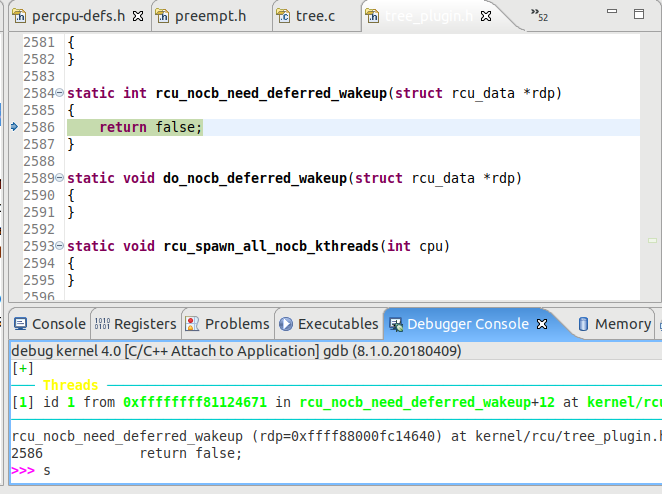 percpu-defs.h preempt.h tree.c tree_plugin.h »52
2581 {
2582 }
2583
2584 static int rcu_nocb_need_deferred_wakeup(struct rcu_data *rdp)
2585 {
2586 return false;
2587 }
2588
2589 static void do_nocb_deferred_wakeup(struct rcu_data *rdp)
2590 {
2591 }
2592
2593 static void rcu_spawn_all_nocb_kthreads(int cpu)
2594 {
2595 }
2596
Console Registers Problems Executables Debugger Console Memory
debug kernel 4.0 [C/C++ Attach to Application] gdb (8.1.0.20180409)
[+]
Threads
[1] id 1 from 0xffffffff81124671 in rcu_nocb_need_deferred_wakeup+12 at kernel/rcu
rcu_nocb_need_deferred_wakeup (rdp=0xffff88000fc14640) at kernel/rcu/tree_plugin.h
2586 return false;
>>> s